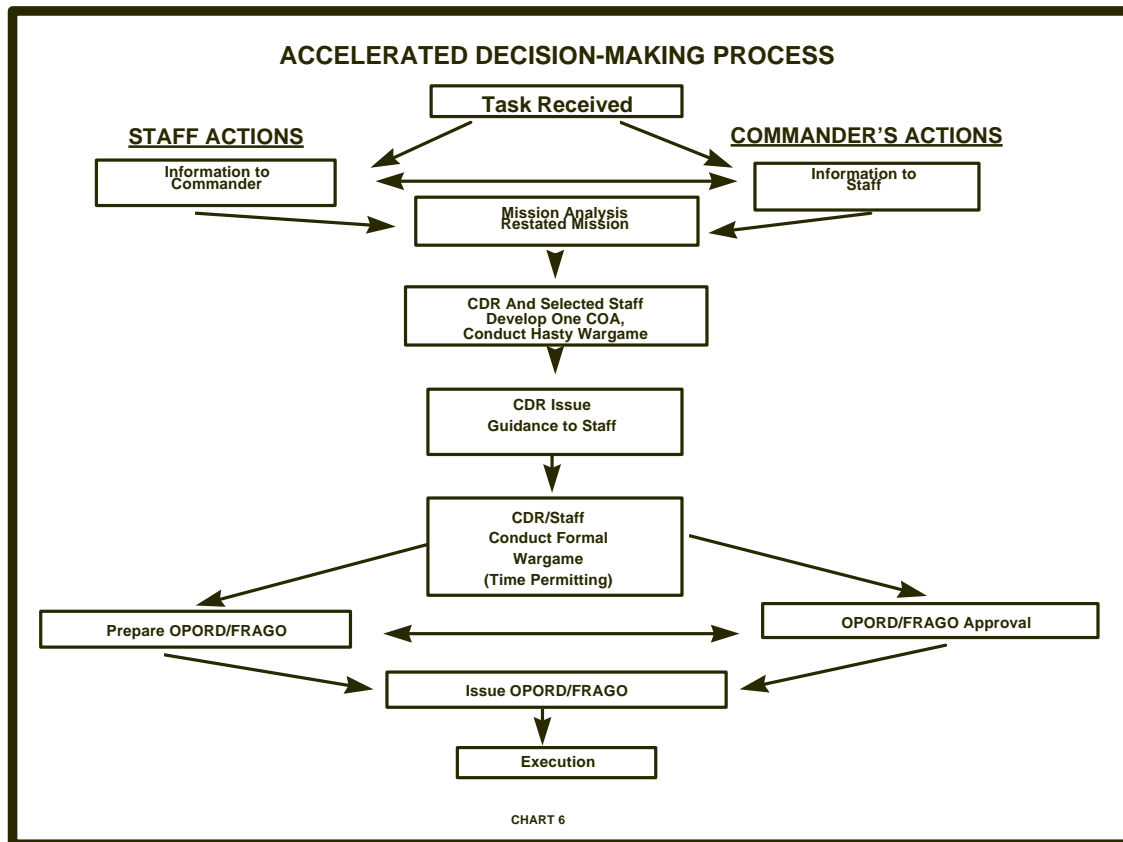 ACCELERATED DECISION-MAKING PROCESS
Task Received
STAFF ACTIONS
COMMANDER’S ACTIONS
Information to
Commander
Information to
Staff
Mission Analysis
Restated Mission
CDR And Selected Staff
Develop One COA,
Conduct Hasty Wargame
CDR Issue
Guidance to Staff
CDR/Staff
Conduct Formal
Wargame
(Time Permitting)
Prepare OPORD/FRAGO
OPORD/FRAGO Approval
Issue OPORD/FRAGO
Execution
CHART 6